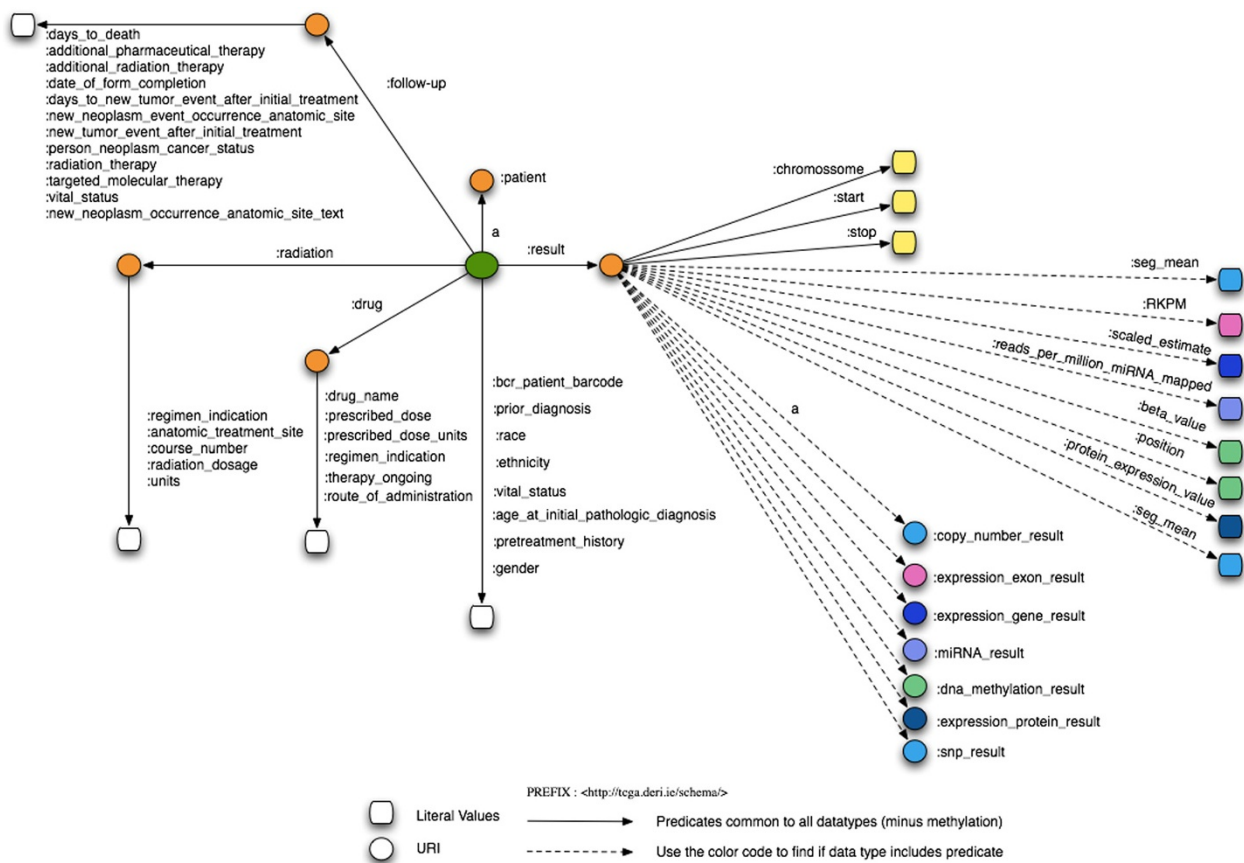 :days_to_death
:additional_pharmaceutical_therapy
:additional_radiation_therapy
:date_of_form_completion
:days_to_new_tumor_event_after_initial_treatment
:new_neoplasm_event_occurrence_anatomic_site
:new_tumor_event_after_initial_treatment
:person_neoplasm_cancer_status
:radiation_therapy
:targeted_molecular_therapy
:vital_status
:new_neoplasm_occurrence_anatomic_site_text
:follow-up
:patient
a
:radiation
:result
:drug
:chromossome
:start
:stop
:seg_mean
:RKPM
:scaled_estimate
:reads_per_million_miRNA_mapped
:beta_value
:position
:protein_expression_value
:seg_mean
a
:regimen_indication
:anatomic_treatment_site
:course_number
:radiation_dosage
:units
:drug_name
:prescribed_dose
:prescribed_dose_units
:regimen_indication
:therapy_ongoing
:route_of_administration
:bcr_patient_barcode
:prior_diagnosis
:race
:ethnicity
:vital_status
:age_at_initial_pathologic_diagnosis
:pretreatment_history
:gender
:copy_number_result
:expression_exon_result
:expression_gene_result
:miRNA_result
:dna_methylation_result
:expression_protein_result
:snp_result
PREFIX : <http://tcga.deri.ie/schema/>
Literal Values
Predicates common to all datatypes (minus methylation)
URI
Use the color code to find if data type includes predicate